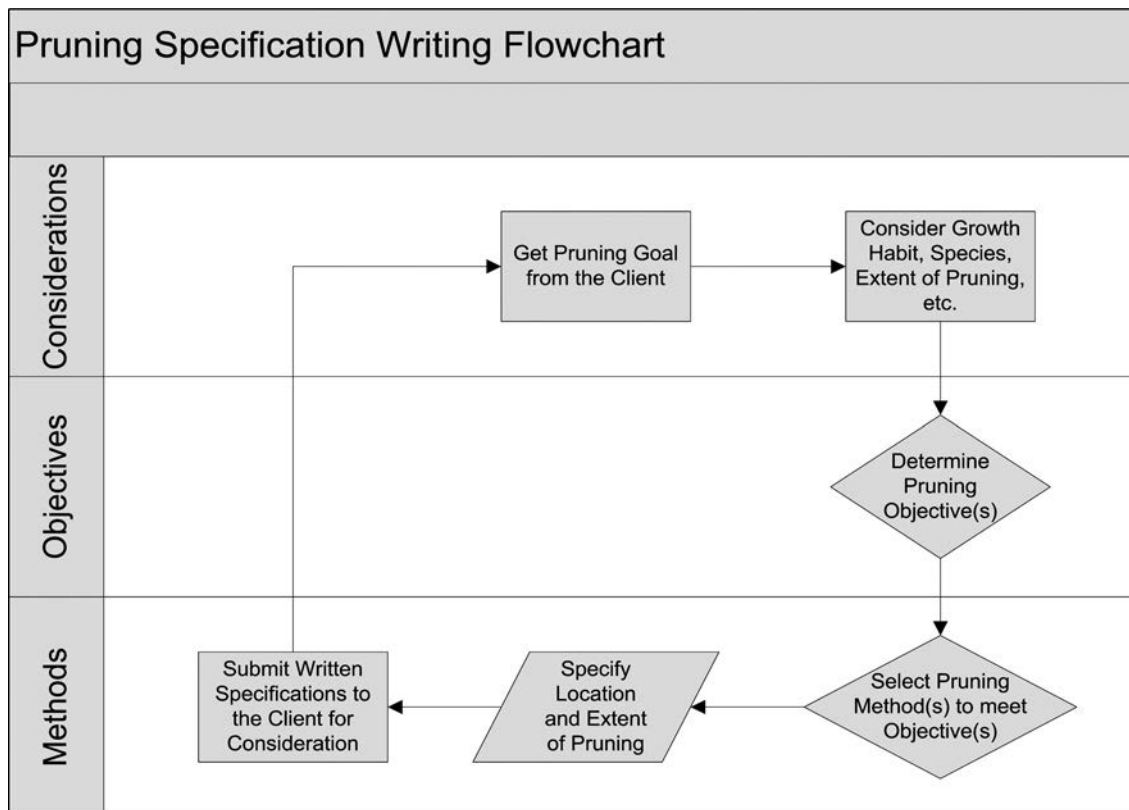 Pruning Specification Writing Flowchart
Considerations
Get Pruning Goal
from the Client
Consider Growth
Habit, Species,
Extent of Pruning,
etc.
Objectives
Determine
Pruning
Objective(s)
Methods
Submit Written
Specifications to
the Client for
Consideration
Specify
Location
and Extent
of Pruning
Select Pruning
Method(s) to meet
Objective(s)